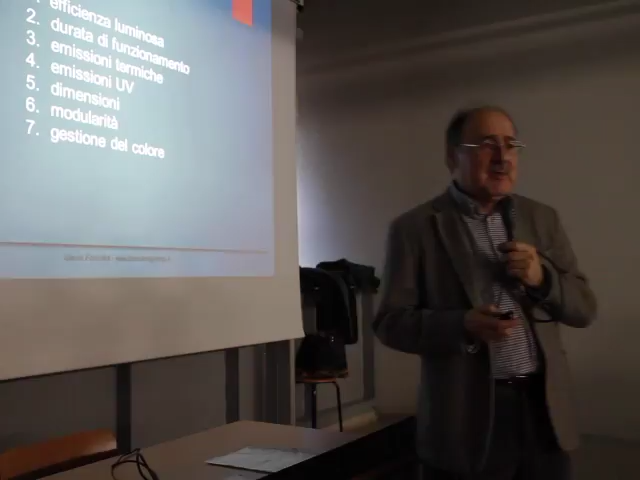 efficienza luminosa
2. durata di funzionamento
3. emissioni termiche
4. emissioni UV
5. dimensioni
6. modularità
7. gestione del colore